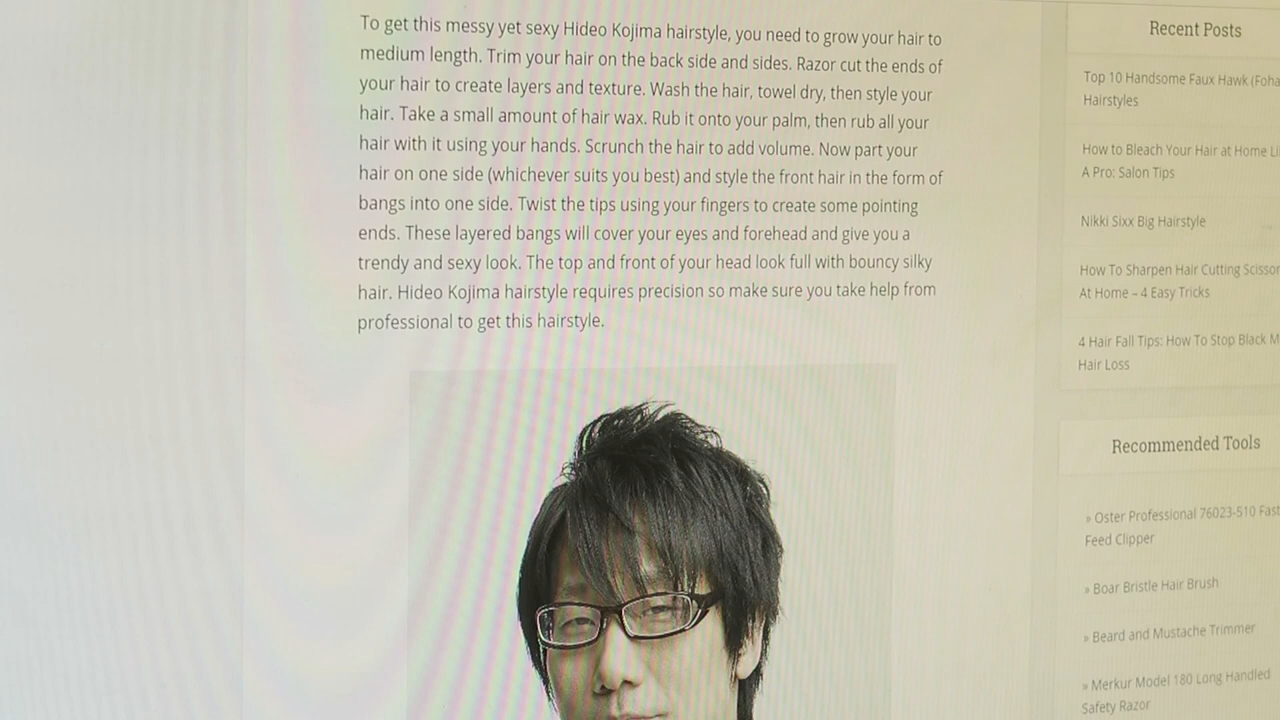 To get this messy yet sexy Hideo Kojima hairstyle, you need to grow your hair to
medium length. Trim your hair on the back side and sides. Razor cut the ends of
your hair to create layers and texture. Wash the hair, towel dry, then style your
hair. Take a small amount of hair wax. Rub it onto your palm, then rub all your
hair with it using your hands. Scrunch the hair to add volume. Now part your
hair on one side (whichever suits you best) and style the front hair in the form of
bangs into one side. Twist the tips using your fingers to create some pointing
ends. These layered bangs will cover your eyes and forehead and give you a
trendy and sexy look. The top and front of your head look full with bouncy silky
hair. Hideo Kojima hairstyle requires precision so make sure you take help from
professional to get this hairstyle.
Recent Posts
Top 10 Handsome Faux Hawk (Foha
Hairstyles
How to Bleach Your Hair at Home Li
A Pro: Salon Tips
Nikki Sixx Big Hairstyle
How To Sharpen Hair Cutting Scissor
At Home – 4 Easy Tricks
4 Hair Fall Tips: How To Stop Black M
Hair Loss
Recommended Tools
» Oster Professional 76023-510 Fast
Feed Clipper
» Boar Bristle Hair Brush
» Beard and Mustache Trimmer
» Merkur Model 180 Long Handled
Safety Razor